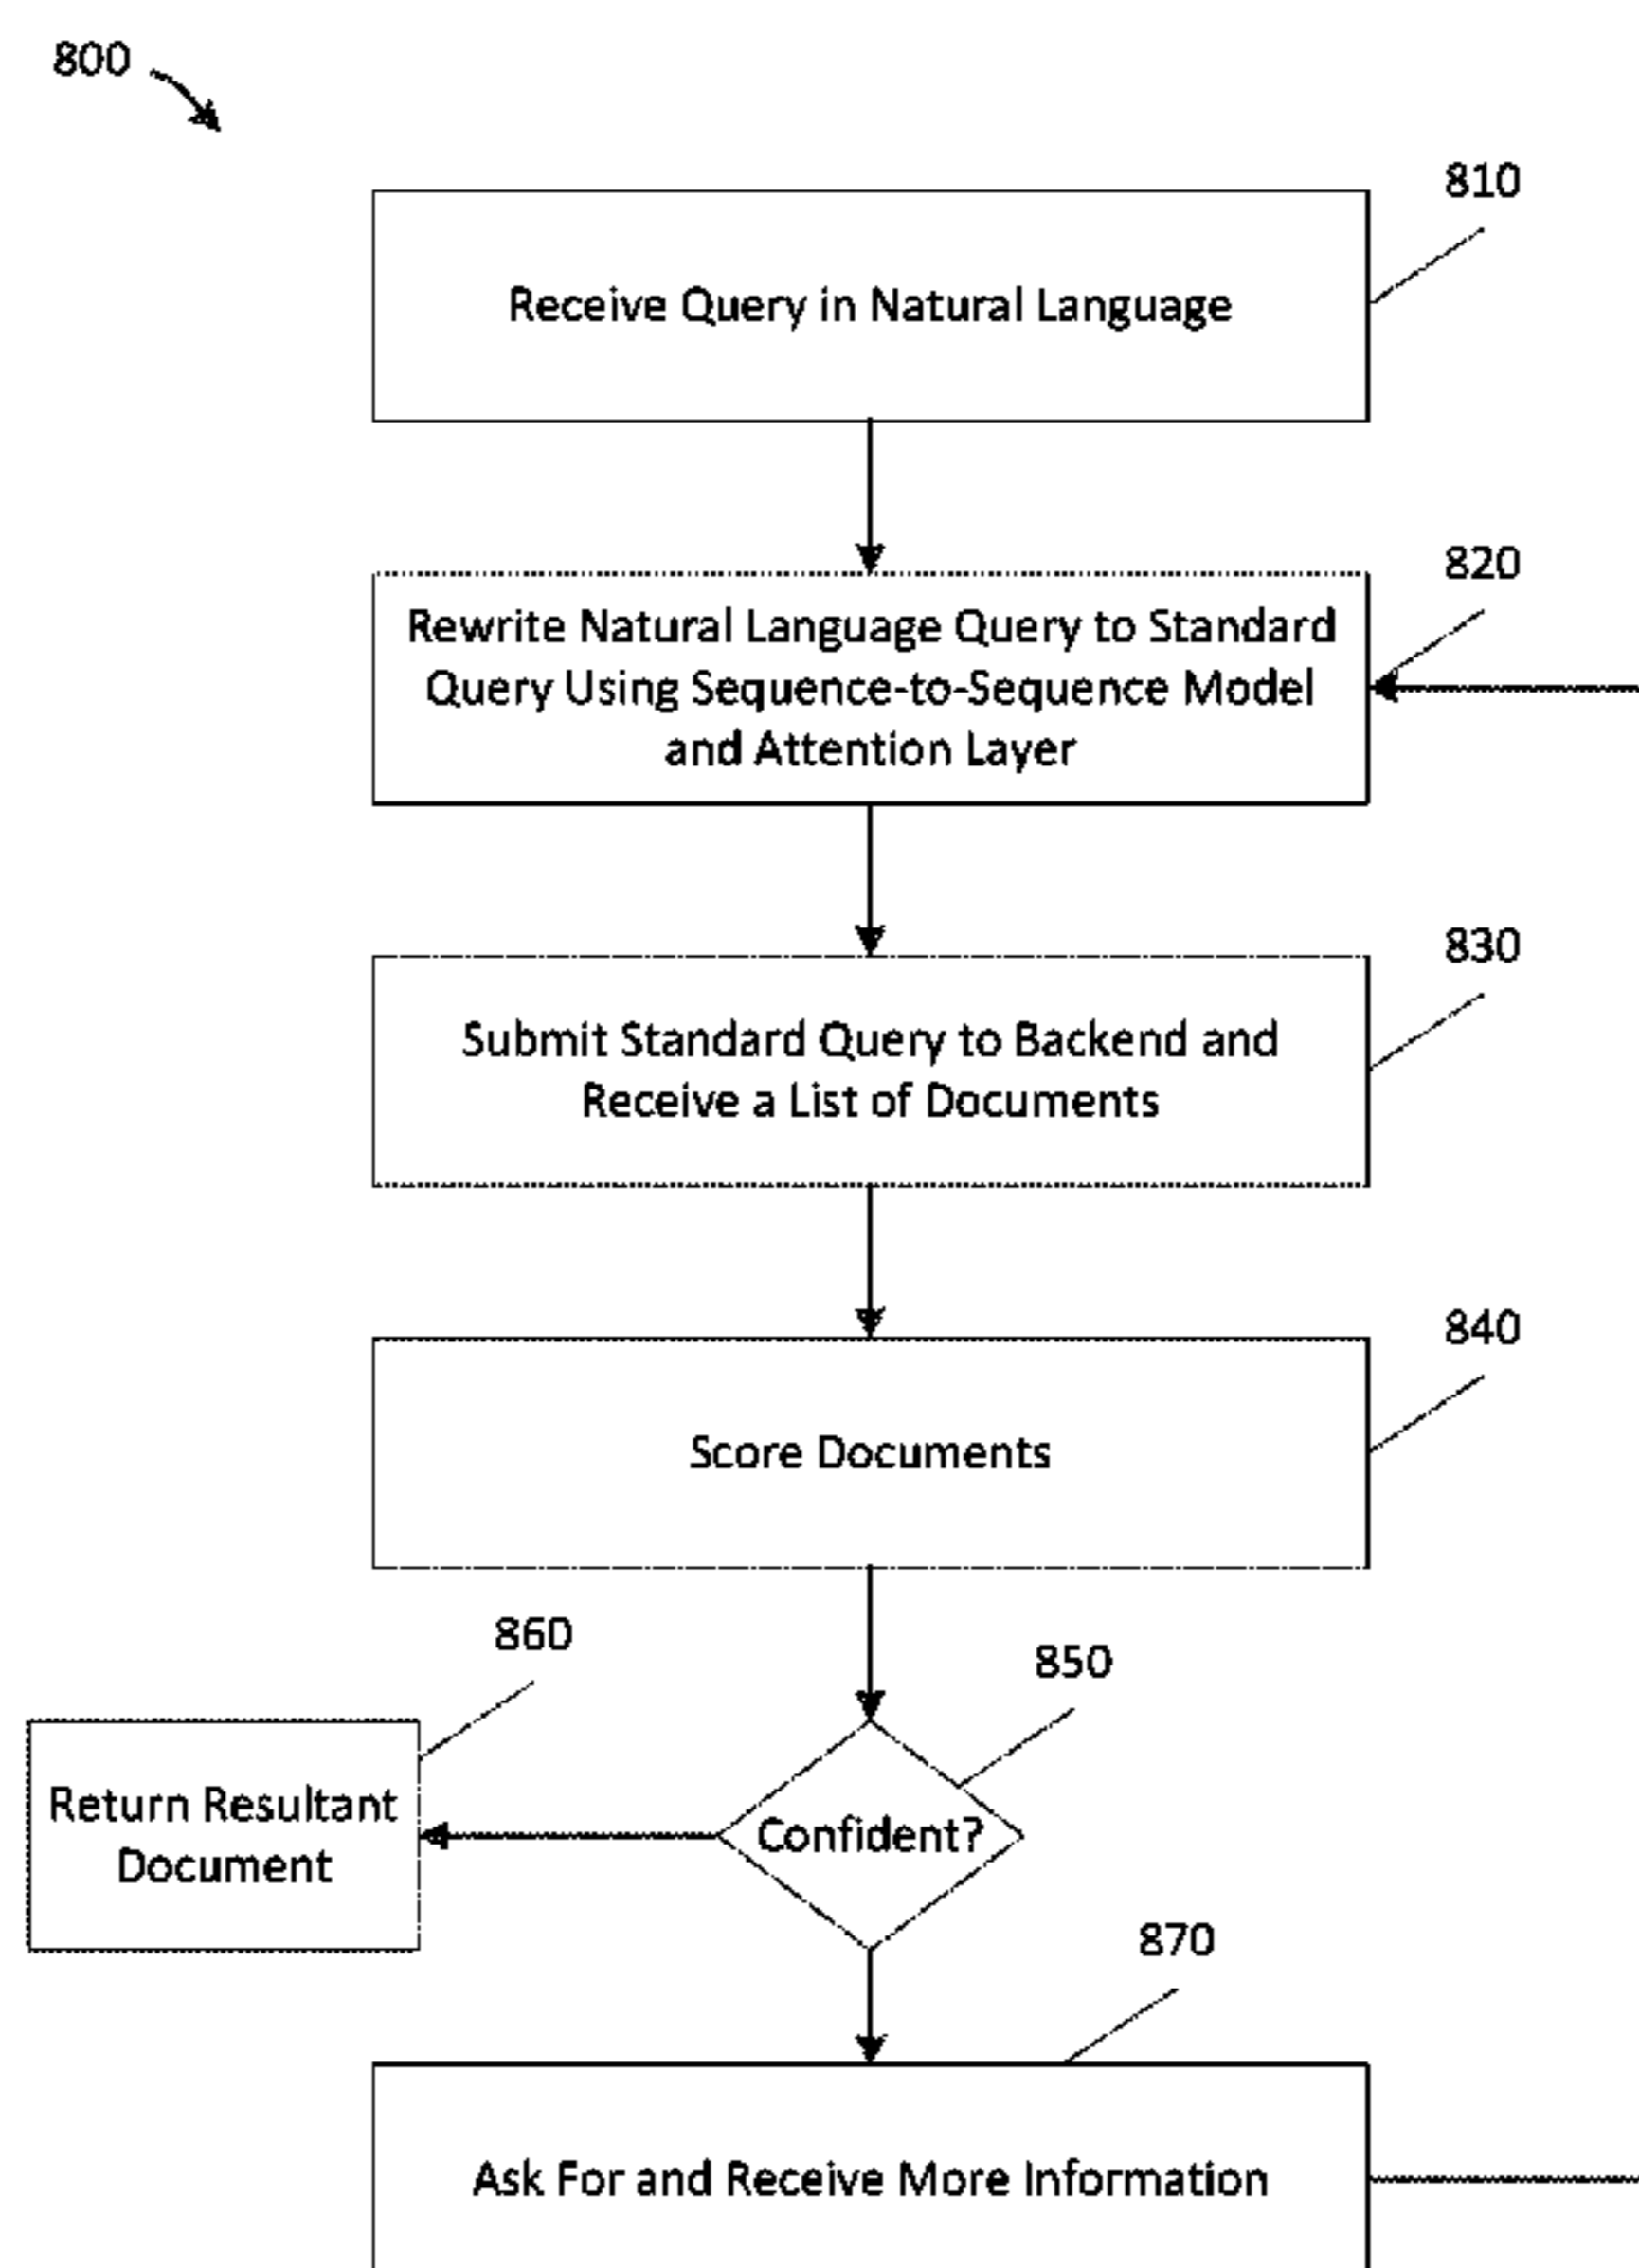 800
810
Receive Query in Natural Language
820
Rewrite Natural Language Query to Standard
Query Using Sequence-to-Sequence Model
and Attention Layer
830
Submit Standard Query to Backend and
Receive a List of Documents
840
Score Documents
860
850
Return Resultant
Document
Confident?
870
Ask For and Receive More Information